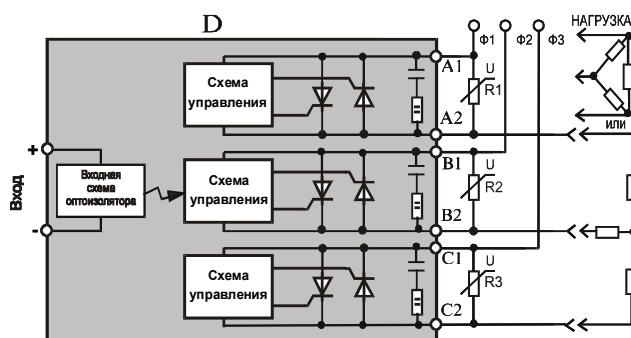 D
Ф1
Ф2
Ф3
НАГРУЗКА
Схема
управления
A1
U
R1
A2
ИЛИ
+
Вход
-
Входная
схема
оптоизолятора
Схема
управления
B1
U
R2
B2
Схема
управления
C1
U
R3
C2